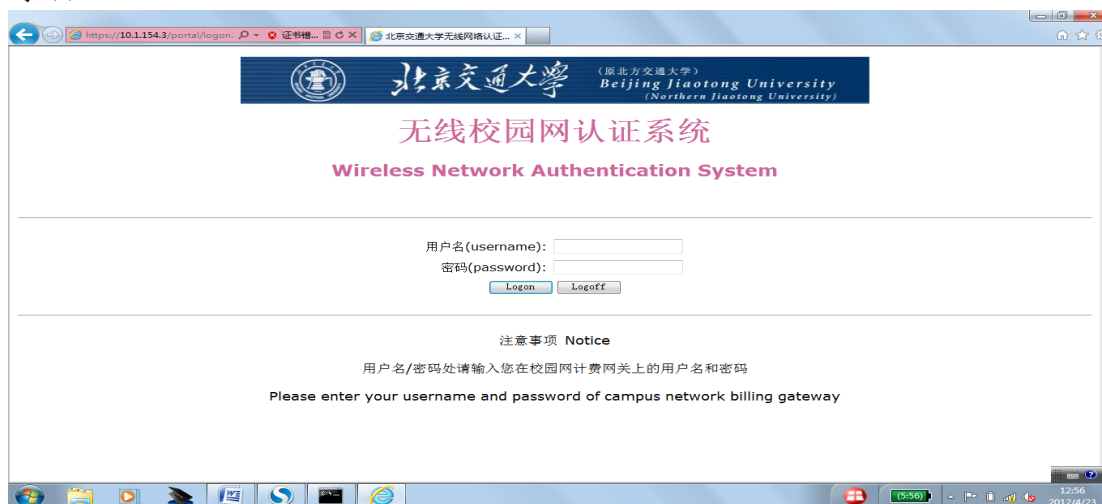 https://10.1.154.3/portal/logon.
证书错...
北京交通大学无线网络认证...
北京交通大学
(原北方交通大学)
Beijing Jiaotong University
(Northern Jiaotong University)
无线校园网认证系统
Wireless Network Authentication System
用户名(username):
密码(password):
Logon Logoff
注意事项 Notice
用户名/密码处请输入您在校园网计费网关上的用户名和密码
Please enter your username and password of campus network billing gateway
(5:56)
12:56
2012/4/23